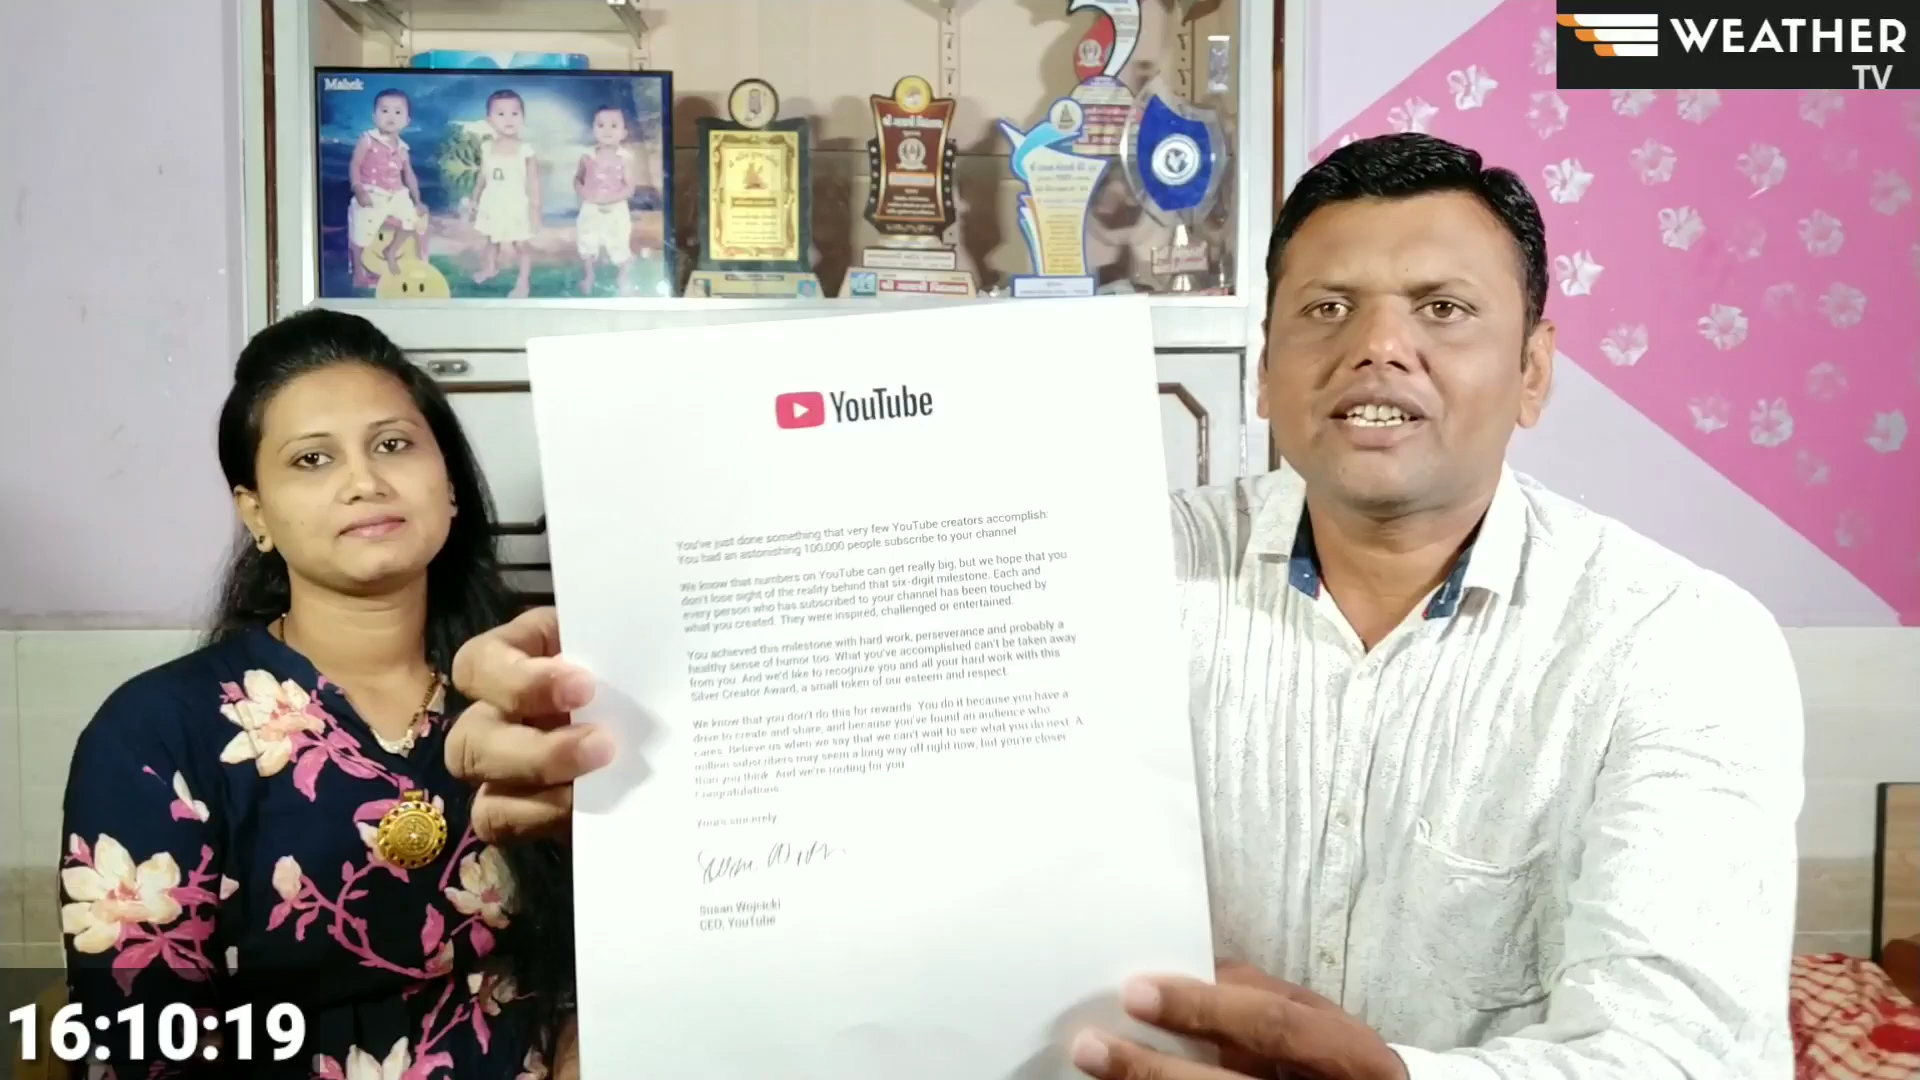 WEATHER
TV
Mahek
YouTube
You've just done something that very few YouTube creators accomplish:
You had an astonishing 100,000 people subscribe to your channel
We know that numbers on YouTube can get really big, but we hope that you
don't lose sight of the reality behind that six-digit milestone. Each and
every person who has subscribed to your channel has been touched by
what you created. They were inspired, challenged or entertained.
You achieved this milestone with hard work, perseverance and probably a
healthy sense of humor too. What you've accomplished can't be taken away
from you. And we'd like to recognize you and all your hard work with this
Silver Creator Award, a small token of our esteem and respect.
We know that you don't do this for rewards. You do it because you have a
drive to create and share, and because you've found an audience who
cares. Believe us when we say that we can't wait to see what you do next. A
million subscribers may seem a long way off right now, but you're closer
than you think. And we're rooting for you.
Congratulations
Yours sincerely
Susan Wojcicki
CEO, YouTube
16:10:19